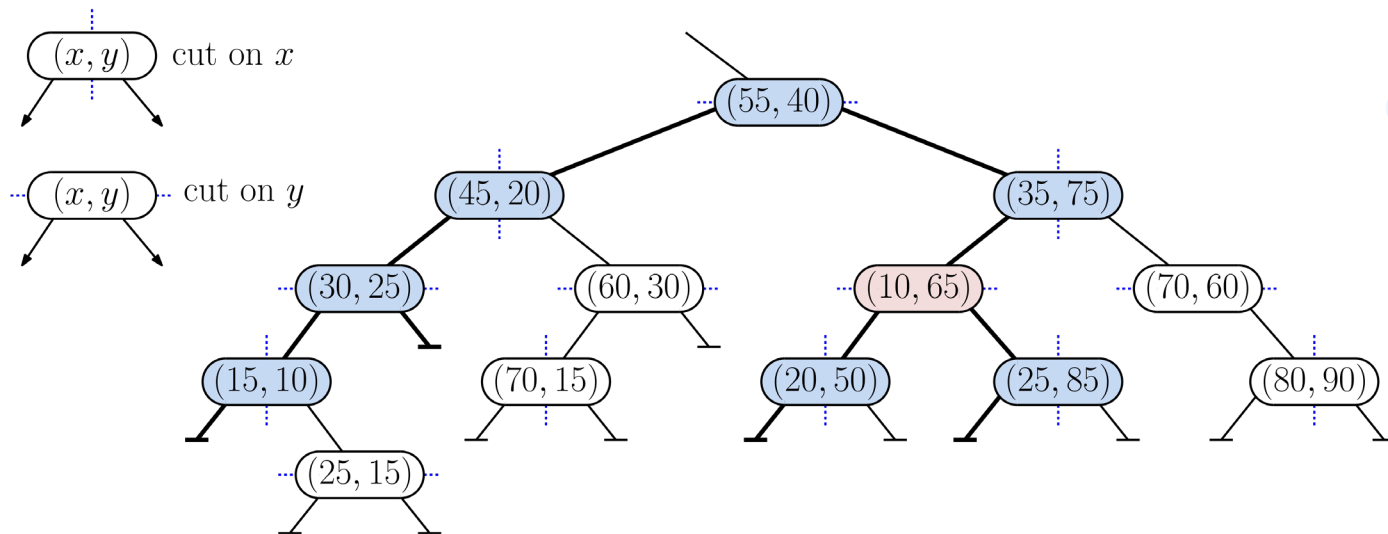 (x, y) cut on x
(x, y) cut on y
(55, 40)
(45, 20) (35, 75)
(30, 25) (60, 30) (10, 65) (70, 60)
(15, 10) (70, 15) (20, 50) (25, 85) (80, 90)
(25, 15)